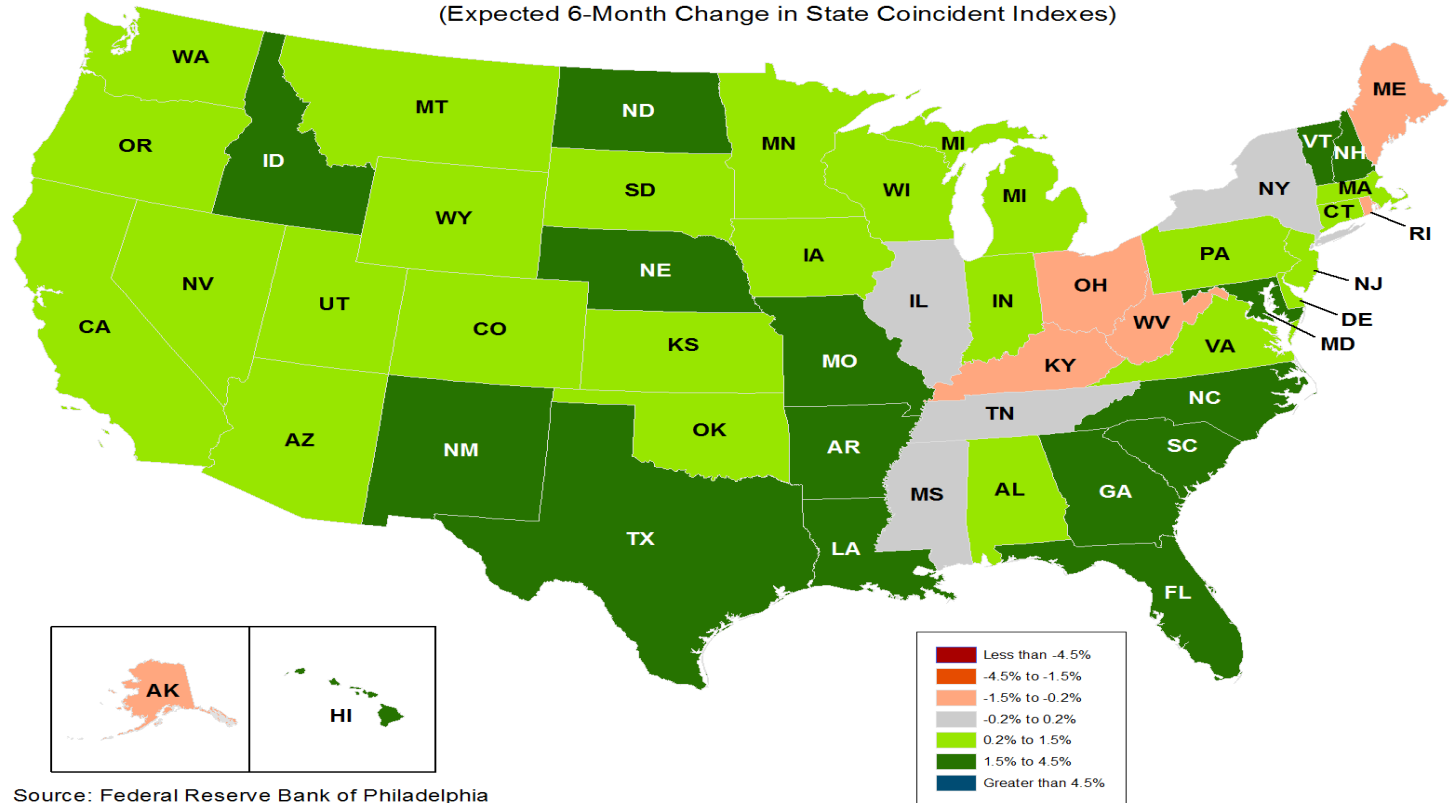 (Expected 6-Month Change in State Coincident Indexes)
WA
MT
ND
MN
MI
ME
OR
ID
SD
WI
MI
VT
NH
NY
MA
CT
RI
WY
IA
PA
NE
NV
UT
CO
IL
IN
OH
NJ
DE
MD
CA
KS
MO
WV
VA
KY
AZ
NM
OK
AR
TN
NC
SC
MS
AL
GA
TX
LA
FL
AK
HI
Less than -4.5%
-4.5% to -1.5%
-1.5% to -0.2%
-0.2% to 0.2%
0.2% to 1.5%
1.5% to 4.5%
Greater than 4.5%
Source: Federal Reserve Bank of Philadelphia